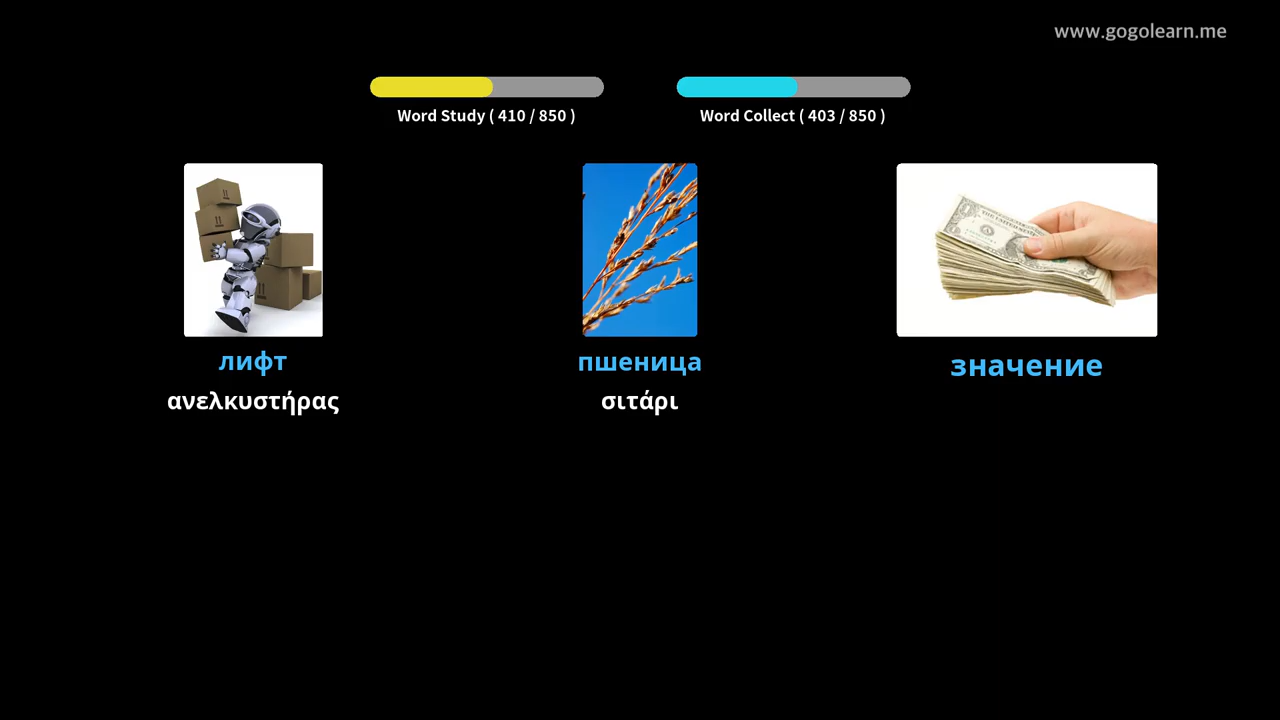 www.gogolearn.me
Word Study ( 410 / 850 )
Word Collect ( 403 / 850 )
лифт
пшеница
значение
ανελκυστήρας
σιτάρι